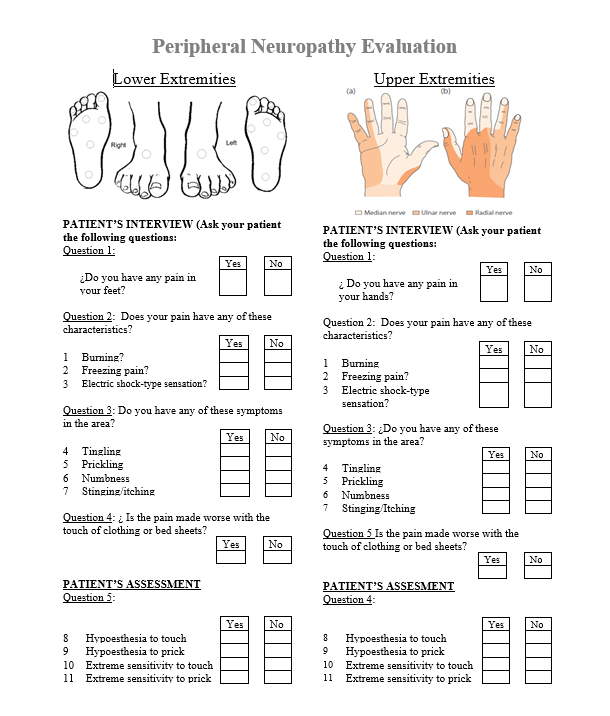 Peripheral Neuropathy Evaluation
Lower Extremities
Right
Left
PATIENT'S INTERVIEW (Ask your patient
the following questions:
Question 1:
Yes No
¿Do you have any pain in
your feet?
Question 2: Does your pain have any of these
characteristics?
Yes No
1 Burning?
2 Freezing pain?
3 Electric shock-type sensation?
Question 3: Do you have any of these symptoms
in the area?
Yes No
4 Tingling
5 Prickling
6 Numbness
7 Stinging/itching
Question 4: ¿ Is the pain made worse with the
touch of clothing or bed sheets?
Yes No
PATIENT'S ASSESSMENT
Question 5:
Yes No
8 Hypoesthesia to touch
9 Hypoesthesia to prick
10 Extreme sensitivity to touch
11 Extreme sensitivity to prick
Upper Extremities
(a) (b)
Median nerve Ulnar nerve Radial nerve
PATIENT'S INTERVIEW (Ask your patient
the following questions:
Question 1:
Yes No
¿ Do you have any pain in
your hands?
Question 2: Does your pain have any of these
characteristics?
Yes No
1 Burning
2 Freezing pain?
3 Electric shock-type
sensation?
Question 3: ¿Do you have any of these
symptoms in the area?
Yes No
4 Tingling
5 Prickling
6 Numbness
7 Stinging/Itching
Question 5 Is the pain made worse with the
touch of clothing or bed sheets?
Yes No
PATIENT'S ASSESMENT
Question 4:
Yes No
8 Hypoesthesia to touch
9 Hypoesthesia to prick
10 Extreme sensitivity to touch
11 Extreme sensitivity to prick